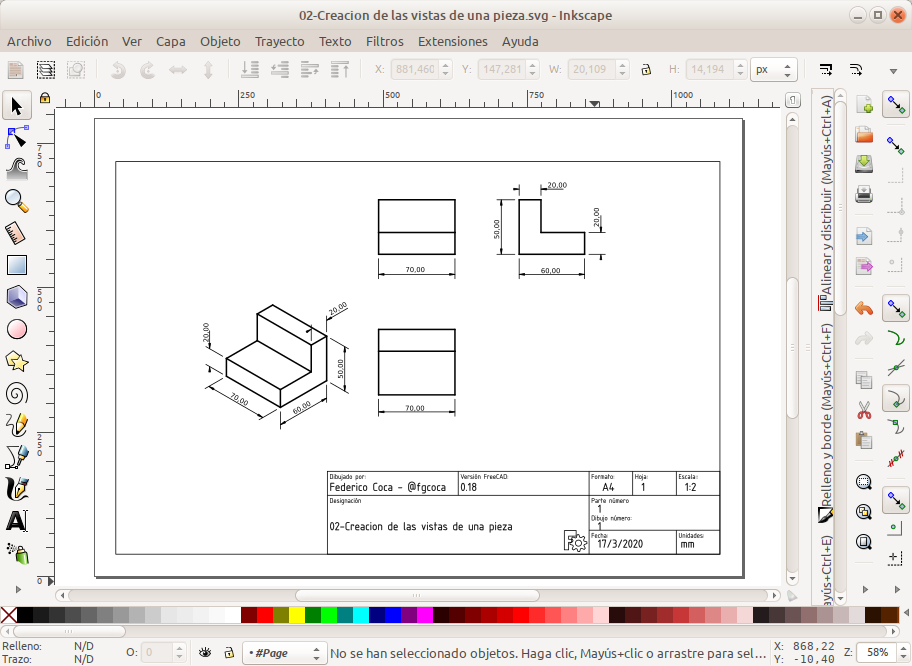 02-Creacion de las vistas de una pieza.svg - Inkscape
Archivo Edición Ver Capa Objeto Trayecto Texto Filtros Extensiones Ayuda
X: 881,460 Y: 147,281 W: 20,109 H: 14,194 px
0 250 500 750 1000
750
500
250
0
20,00
50,00
20,00
70,00
60,00
20,00
20,00
50,00
70,00
60,00
70,00
Dibujado por:
Federico Coca - @fgcoca
Versión FreeCAD:
0.18
Formato:
A4
Hoja:
1
Escala:
1:2
Designación
02-Creacion de las vistas de una pieza
Parte número
1
Dibujo número:
1
Fecha:
17/3/2020
Unidades:
mm
Alinear y distribuir (Mayús+Ctrl+A)
Relleno y borde (Mayús+Ctrl+F)
yús+Ctrl+E)
Relleno: N/D
Trazo: N/D
O: 0
• #Page
No se han seleccionado objetos. Haga clic, Mayús+clic o arrastre para sel...
X: 868,22
Y: -10,40
Z: 58%